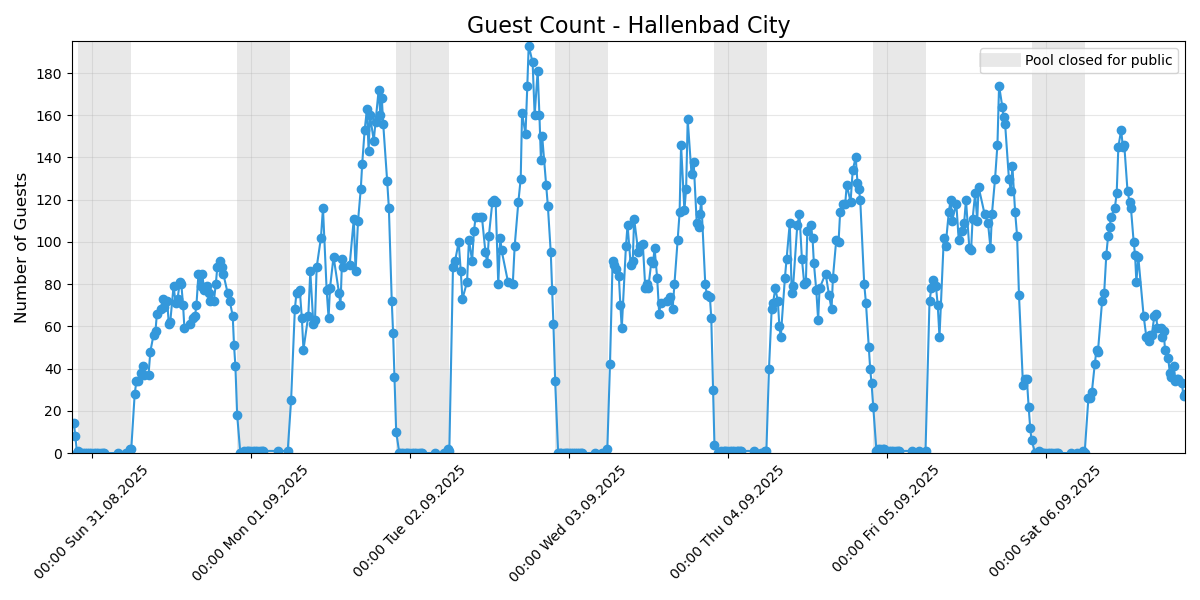 Guest Count - Hallenbad City
Pool closed for public
Number of Guests
180
160
140
120
100
80
60
40
20
0
00:00 Sun 31.08.2025
00:00 Mon 01.09.2025
00:00 Tue 02.09.2025
00:00 Wed 03.09.2025
00:00 Thu 04.09.2025
00:00 Fri 05.09.2025
00:00 Sat 06.09.2025